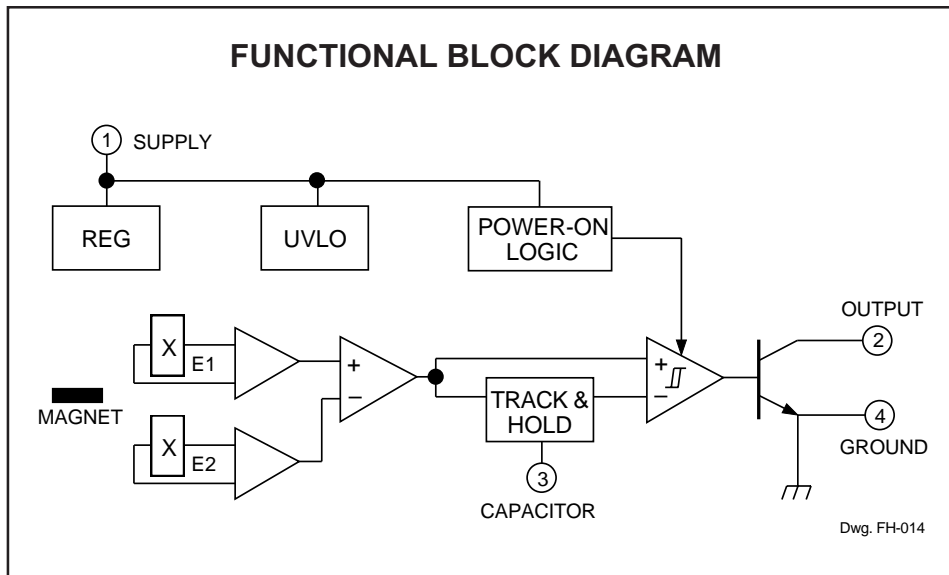 FUNCTIONAL BLOCK DIAGRAM
1 SUPPLY
REG
UVLO
POWER-ON
LOGIC
OUTPUT
2
X
E1
+
−
+
−
MAGNET
TRACK &
HOLD
4
GROUND
X
E2
3
CAPACITOR
Dwg. FH-014